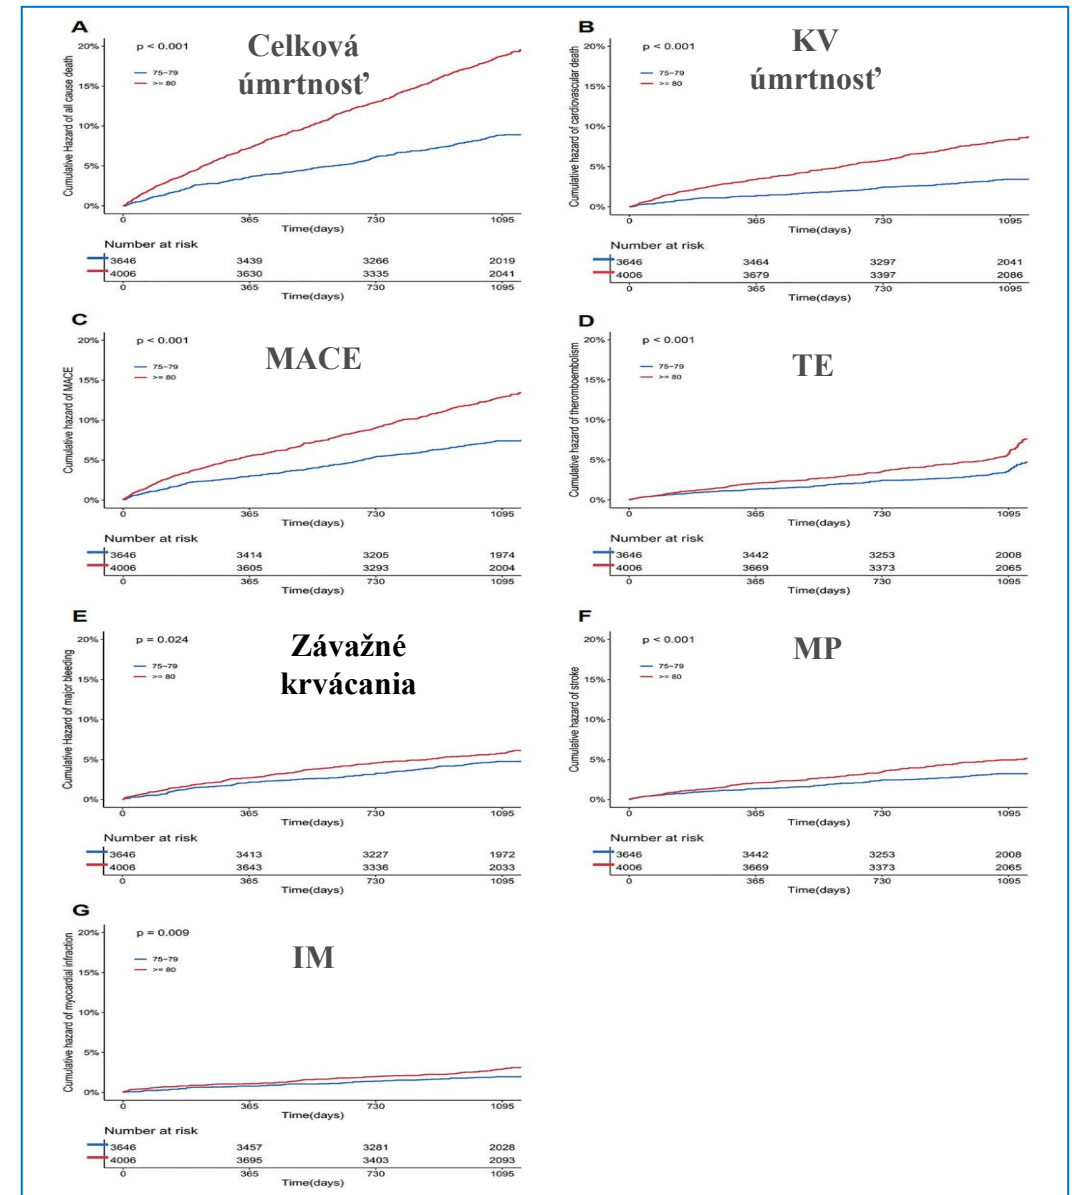 A
Celková
úmrtnosť
p < 0.001
75–79
>= 80
20%
15%
10%
5%
0%
Cumulative Hazard of all cause death
0 365 730 1095
Time(days)
Number at risk
3646 3439 3266 2019
4006 3630 3335 2041
0 365 730 1095
Time(days)
B
KV
úmrtnosť
p < 0.001
75–79
>= 80
20%
15%
10%
5%
0%
Cumulative hazard of cardiovascular death
0 365 730 1095
Time(days)
Number at risk
3646 3464 3297 2041
4006 3679 3397 2086
0 365 730 1095
Time(days)
C
MACE
p < 0.001
75–79
>= 80
20%
15%
10%
5%
0%
Cumulative hazard of MACE
0 365 730 1095
Time(days)
Number at risk
3646 3414 3205 1974
4006 3605 3293 2004
0 365 730 1095
Time(days)
D
TE
p < 0.001
75–79
>= 80
20%
15%
10%
5%
0%
Cumulative hazard of theromboembolism
0 365 730 1095
Time(days)
Number at risk
3646 3442 3253 2008
4006 3669 3373 2065
0 365 730 1095
Time(days)
E
Závažné
krvácania
p = 0.024
75–79
>= 80
20%
15%
10%
5%
0%
Cumulative Hazard of major bleeding
0 365 730 1095
Time(days)
Number at risk
3646 3413 3227 1972
4006 3643 3336 2033
0 365 730 1095
Time(days)
F
MP
p < 0.001
75–79
>= 80
20%
15%
10%
5%
0%
Cumulative hazard of stroke
0 365 730 1095
Time(days)
Number at risk
3646 3442 3253 2008
4006 3669 3373 2065
0 365 730 1095
Time(days)
G
IM
p = 0.009
75–79
>= 80
20%
15%
10%
5%
0%
Cumulative hazard of myocardial infraction
0 365 730 1095
Time(days)
Number at risk
3646 3457 3281 2028
4006 3695 3403 2093
0 365 730 1095
Time(days)